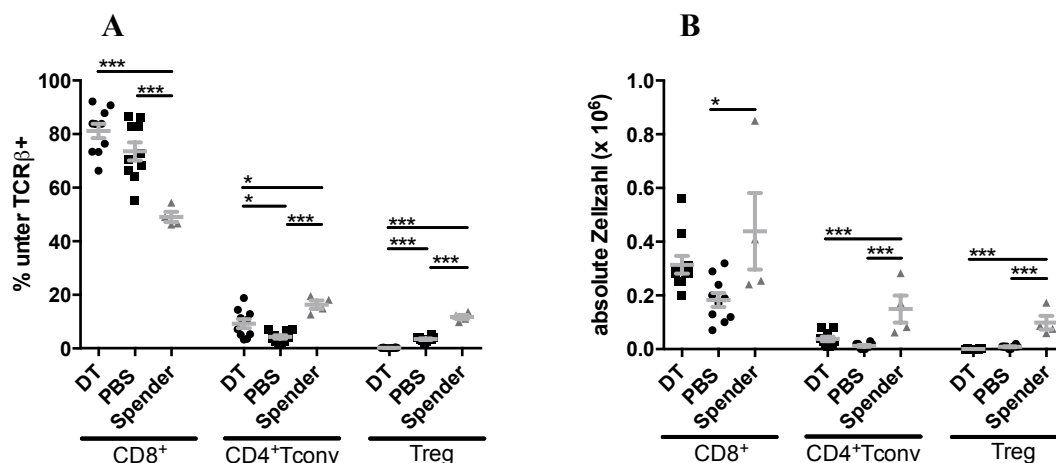 A
% unter TCRβ+
100
80
60
40
20
0
***
***
*
*
***
***
***
***
DT
PBS
Spender
DT
PBS
Spender
DT
PBS
Spender
CD8⁺
CD4⁺Tconv
Treg
B
absolute Zellzahl (x 10⁶)
1.0
0.8
0.6
0.4
0.2
0.0
*
***
***
***
***
DT
PBS
Spender
DT
PBS
Spender
DT
PBS
Spender
CD8⁺
CD4⁺Tconv
Treg